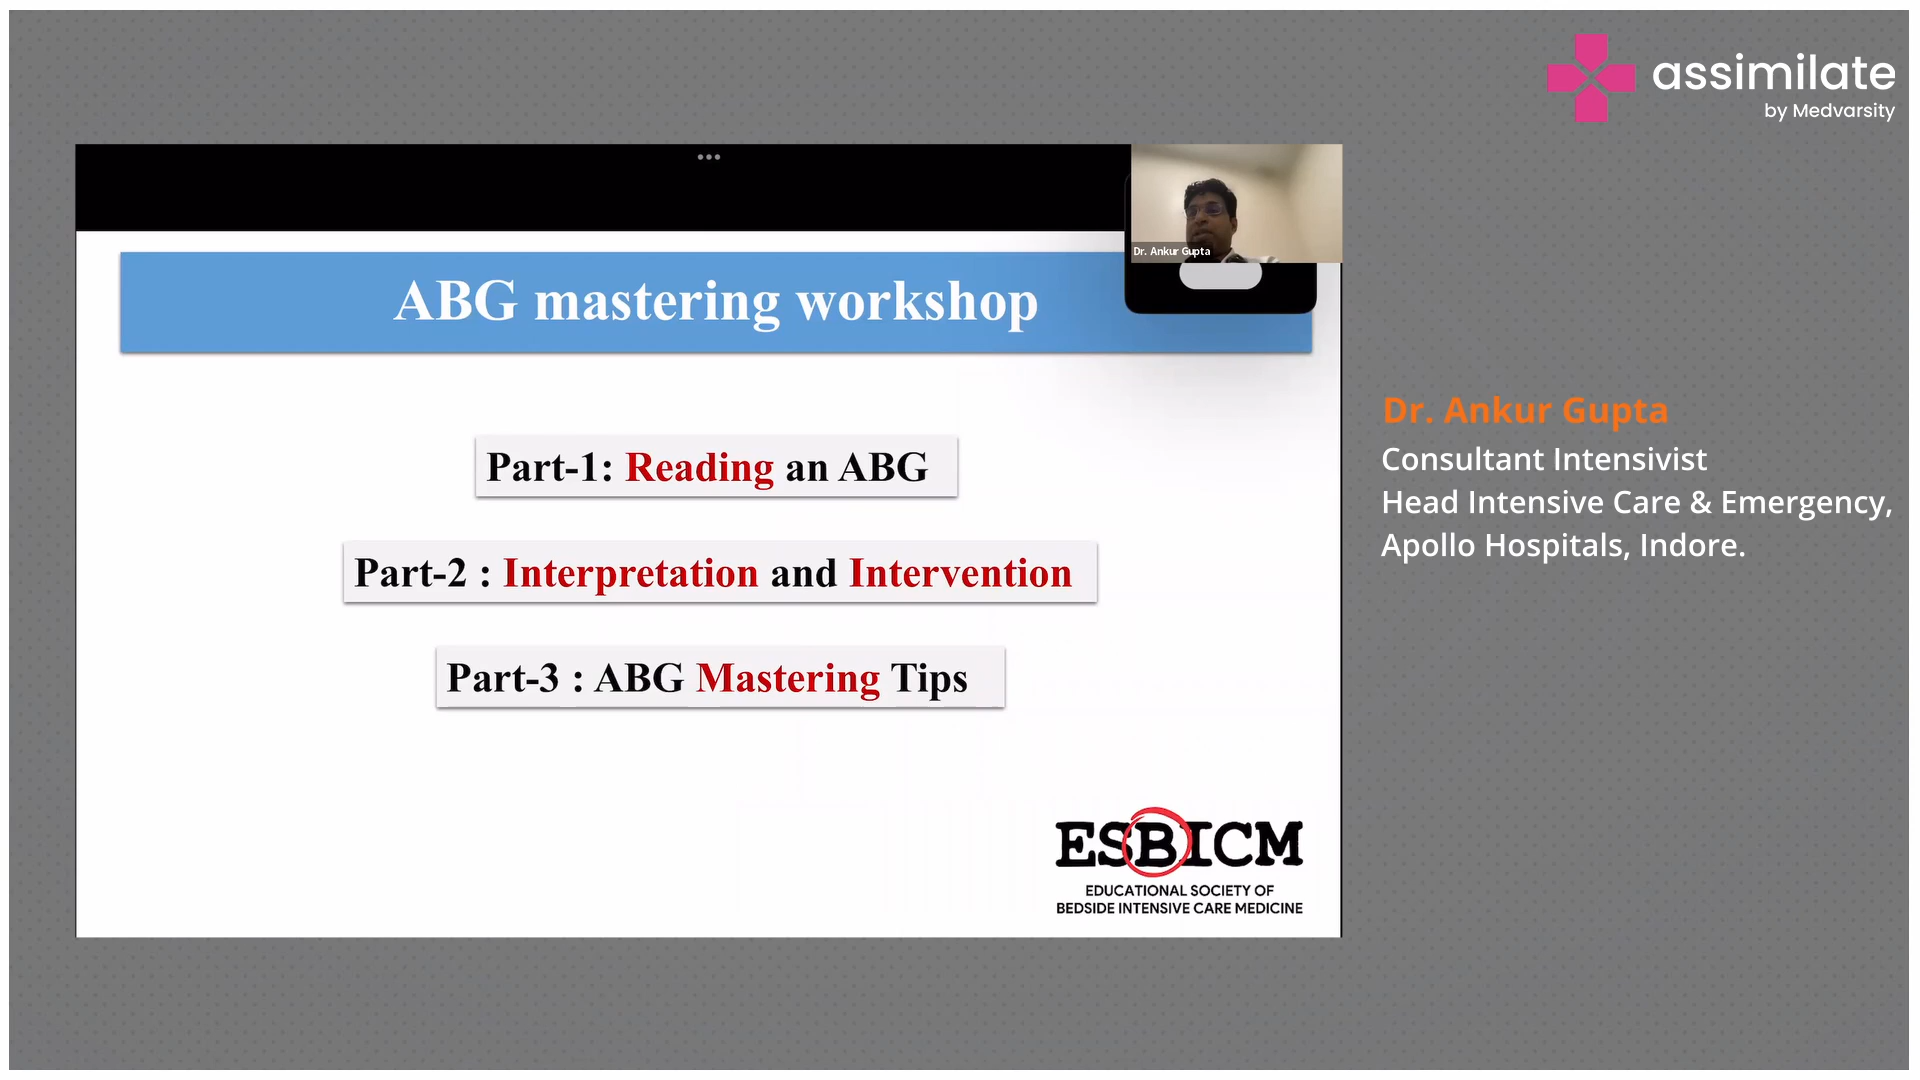 assimilate
by Medvarsity
Dr. Ankur Gupta
ABG mastering workshop
Part-1: Reading an ABG
Part-2 : Interpretation and Intervention
Part-3 : ABG Mastering Tips
ESBICM
EDUCATIONAL SOCIETY OF
BEDSIDE INTENSIVE CARE MEDICINE
Dr. Ankur Gupta
Consultant Intensivist
Head Intensive Care & Emergency,
Apollo Hospitals, Indore.